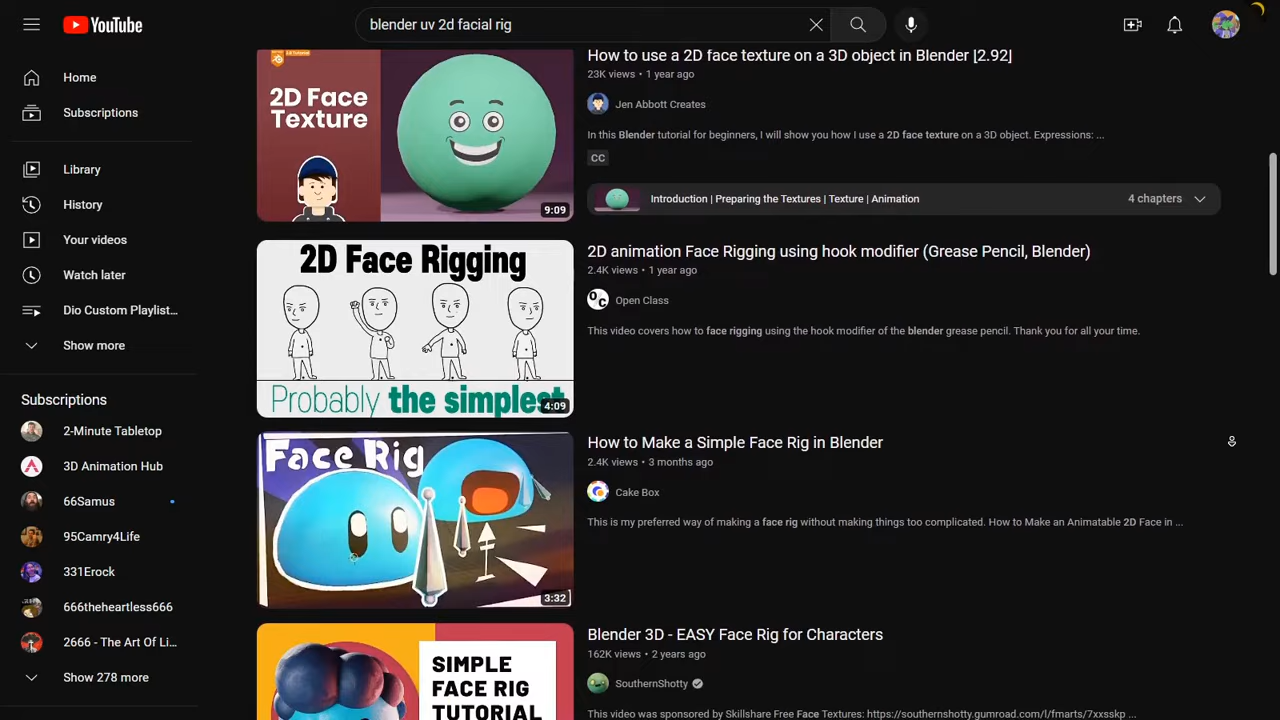 YouTube
blender uv 2d facial rig
Home
Subscriptions
Library
History
Your videos
Watch later
Dio Custom Playlist...
Show more
Subscriptions
2-Minute Tabletop
3D Animation Hub
66Samus
95Camry4Life
331Erock
666theheartless666
2666 - The Art Of Li...
Show 278 more
2D Face
Texture
9:09
How to use a 2D face texture on a 3D object in Blender [2.92]
23K views • 1 year ago
Jen Abbott Creates
In this Blender tutorial for beginners, I will show you how I use a 2D face texture on a 3D object. Expressions: ...
CC
Introduction | Preparing the Textures | Texture | Animation
4 chapters
2D Face Rigging
Probably the simplest
4:09
2D animation Face Rigging using hook modifier (Grease Pencil, Blender)
2.4K views • 1 year ago
OC
Open Class
This video covers how to face rigging using the hook modifier of the blender grease pencil. Thank you for all your time.
Face Rig
3:32
How to Make a Simple Face Rig in Blender
2.4K views • 3 months ago
Cake Box
This is my preferred way of making a face rig without making things too complicated. How to Make an Animatable 2D Face in ...
SIMPLE
FACE RIG
TUTORIAL
Blender 3D - EASY Face Rig for Characters
162K views • 2 years ago
SouthernShotty
This video was sponsored by Skillshare Free Face Textures: https://southernshotty.gumroad.com/l/fmarts/7xxsskp ...